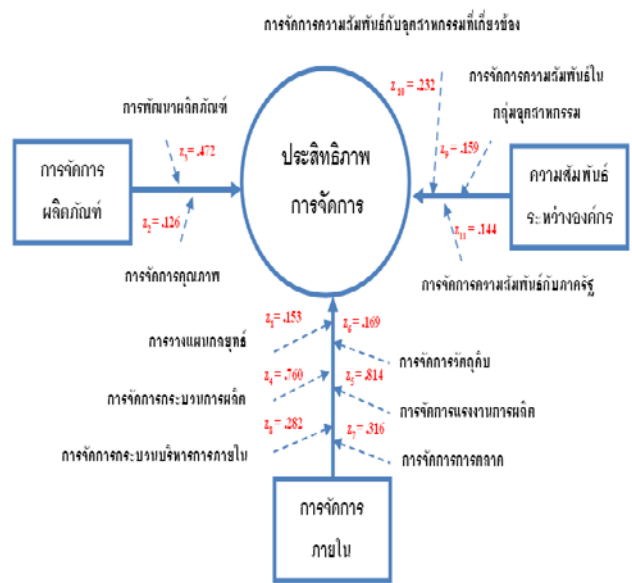 การจัดการความสัมพันธ์กับอุตสาหกรรมที่เกี่ยวข้อง
z₁₀= .232
การจัดการความสัมพันธ์ใน
กลุ่มอุตสาหกรรม
การพัฒนาผลิตภัณฑ์
z₃= .472
ประสิทธิภาพ
การจัดการ
z₉= .159
การจัดการ
ผลิตภัณฑ์
ความสัมพันธ์
ระหว่างองค์กร
z₂= .126
z₁₁= .144
การจัดการคุณภาพ
การจัดการความสัมพันธ์กับภาครัฐ
z₁= .153
z₆= .169
การวางแผนกลยุทธ์
การจัดการวัตถุดิบ
z₄= .760
z₅= .814
การจัดการกระบวนการผลิต
การจัดการแรงงานการผลิต
z₈= .282
z₇= .316
การจัดการกระบวนบริหารการภายใน
การจัดการการตลาด
การจัดการ
ภายใน